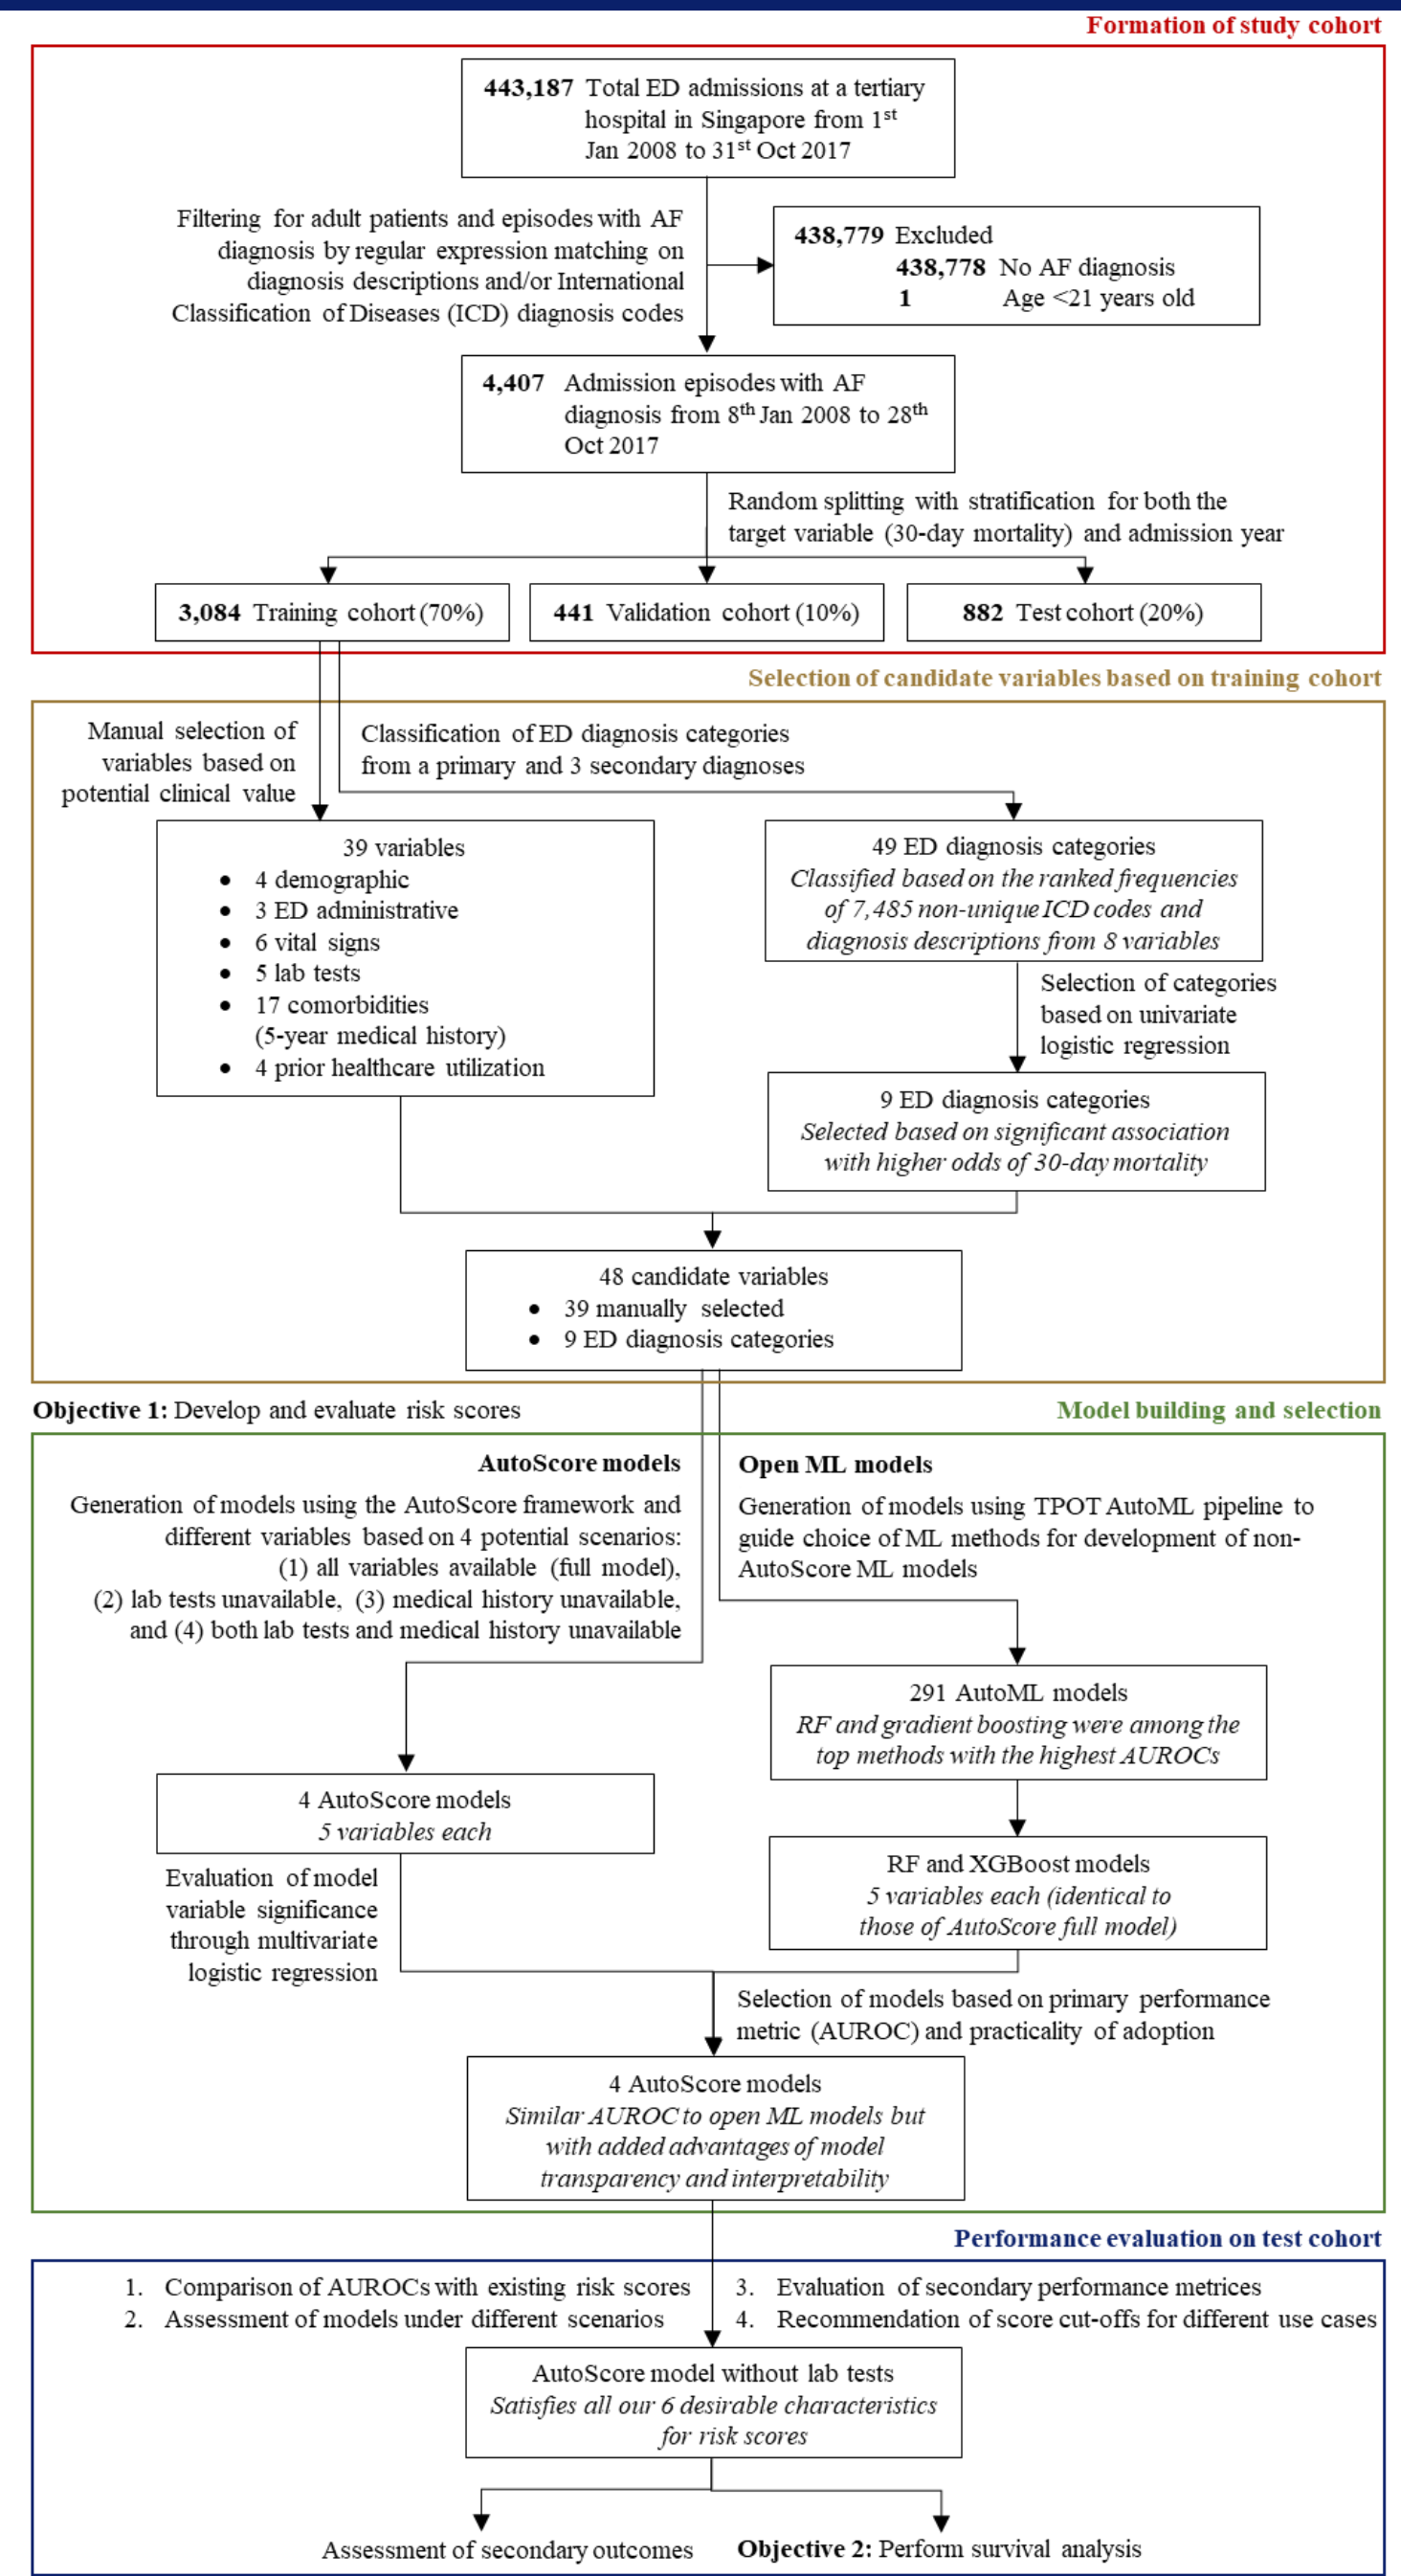 Formation of study cohort
443,187 Total ED admissions at a tertiary
hospital in Singapore from 1st
Jan 2008 to 31st Oct 2017
Filtering for adult patients and episodes with AF
diagnosis by regular expression matching on
diagnosis descriptions and/or International
Classification of Diseases (ICD) diagnosis codes
438,779 Excluded
438,778 No AF diagnosis
1 Age <21 years old
4,407 Admission episodes with AF
diagnosis from 8th Jan 2008 to 28th
Oct 2017
Random splitting with stratification for both the
target variable (30-day mortality) and admission year
3,084 Training cohort (70%)
441 Validation cohort (10%)
882 Test cohort (20%)
Selection of candidate variables based on training cohort
Manual selection of
variables based on
potential clinical value
Classification of ED diagnosis categories
from a primary and 3 secondary diagnoses
39 variables
• 4 demographic
• 3 ED administrative
• 6 vital signs
• 5 lab tests
• 17 comorbidities
(5-year medical history)
• 4 prior healthcare utilization
49 ED diagnosis categories
Classified based on the ranked frequencies
of 7,485 non-unique ICD codes and
diagnosis descriptions from 8 variables
Selection of categories
based on univariate
logistic regression
9 ED diagnosis categories
Selected based on significant association
with higher odds of 30-day mortality
48 candidate variables
• 39 manually selected
• 9 ED diagnosis categories
Objective 1: Develop and evaluate risk scores
Model building and selection
AutoScore models
Generation of models using the AutoScore framework and
different variables based on 4 potential scenarios:
(1) all variables available (full model),
(2) lab tests unavailable, (3) medical history unavailable,
and (4) both lab tests and medical history unavailable
Open ML models
Generation of models using TPOT AutoML pipeline to
guide choice of ML methods for development of non-
AutoScore ML models
291 AutoML models
RF and gradient boosting were among the
top methods with the highest AUROCs
4 AutoScore models
5 variables each
RF and XGBoost models
5 variables each (identical to
those of AutoScore full model)
Evaluation of model
variable significance
through multivariate
logistic regression
Selection of models based on primary performance
metric (AUROC) and practicality of adoption
4 AutoScore models
Similar AUROC to open ML models but
with added advantages of model
transparency and interpretability
Performance evaluation on test cohort
1. Comparison of AUROCs with existing risk scores
2. Assessment of models under different scenarios
3. Evaluation of secondary performance metrices
4. Recommendation of score cut-offs for different use cases
AutoScore model without lab tests
Satisfies all our 6 desirable characteristics
for risk scores
Assessment of secondary outcomes
Objective 2: Perform survival analysis